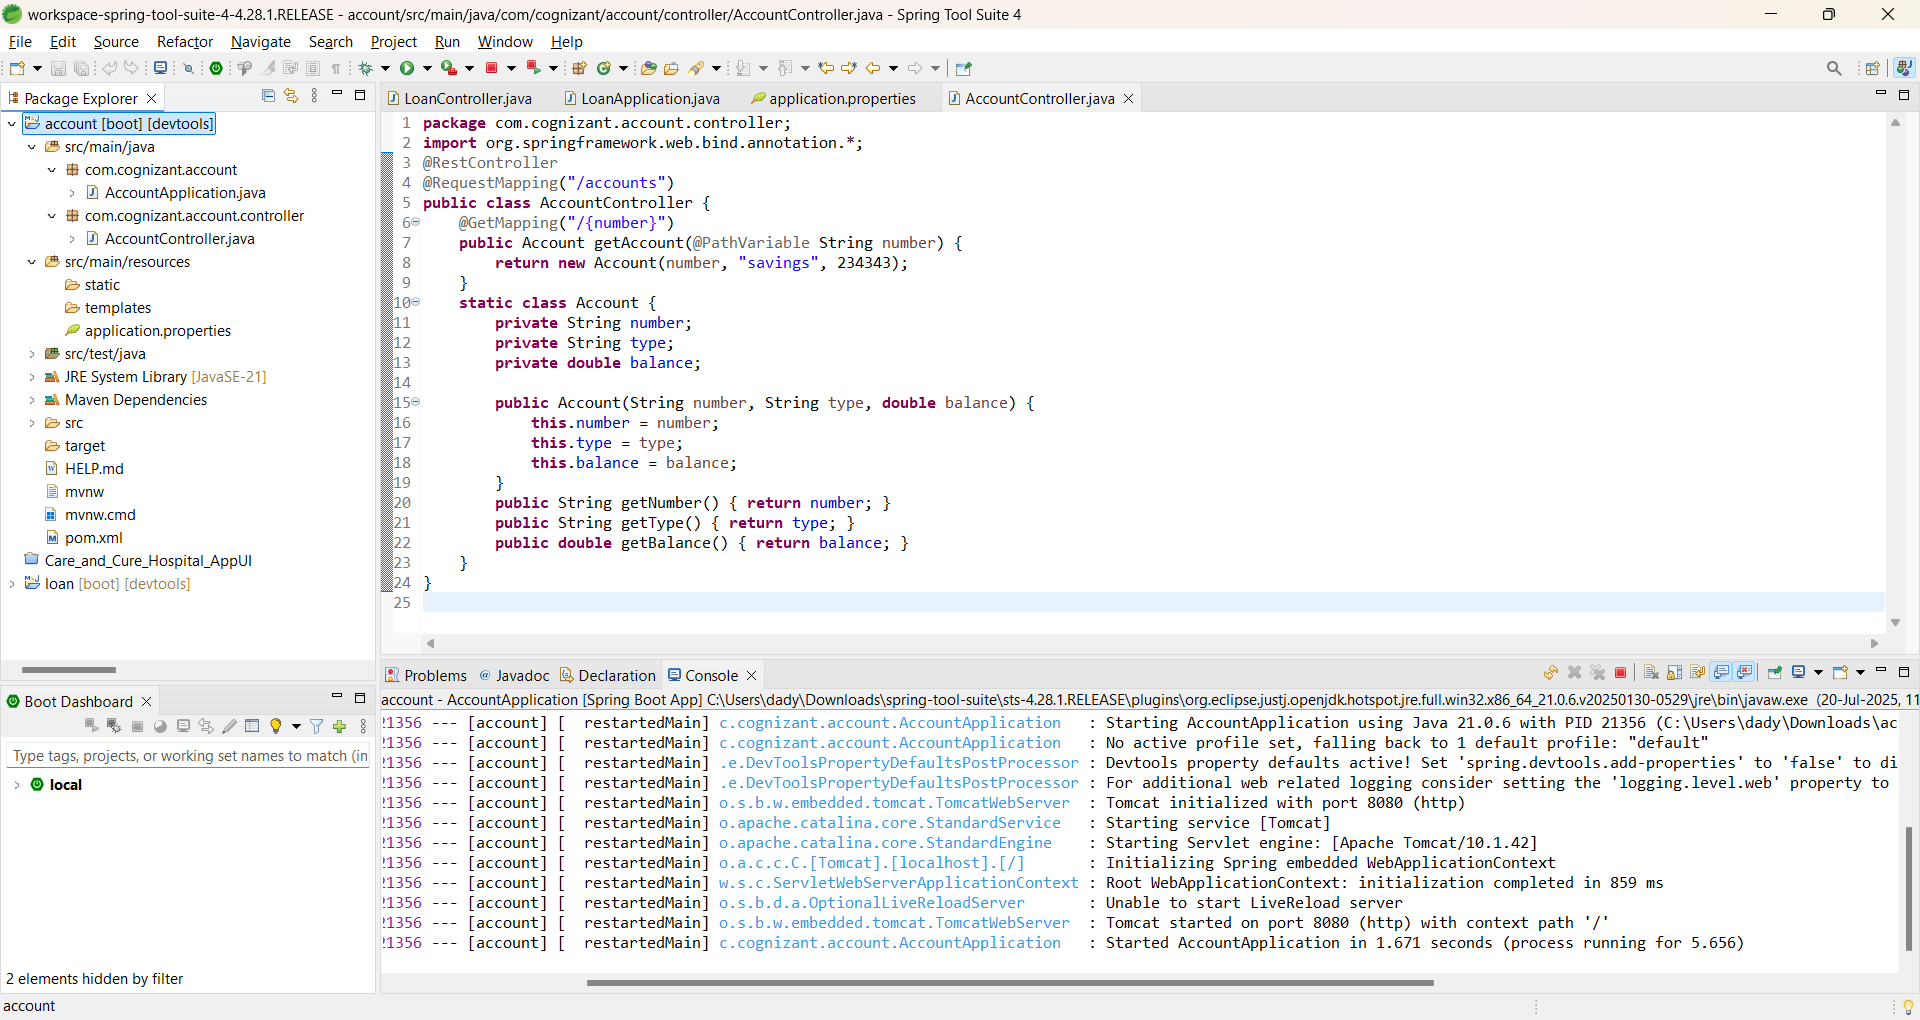 workspace-spring-tool-suite-4-4.28.1.RELEASE - account/src/main/java/com/cognizant/account/controller/AccountController.java - Spring Tool Suite 4
File Edit Source Refactor Navigate Search Project Run Window Help
Package Explorer
account [boot] [devtools]
src/main/java
com.cognizant.account
AccountApplication.java
com.cognizant.account.controller
AccountController.java
src/main/resources
static
templates
application.properties
src/test/java
JRE System Library [JavaSE-21]
Maven Dependencies
src
target
HELP.md
mvnw
mvnw.cmd
pom.xml
Care_and_Cure_Hospital_AppUI
loan [boot] [devtools]
LoanController.java LoanApplication.java application.properties AccountController.java
1 package com.cognizant.account.controller;
2 import org.springframework.web.bind.annotation.*;
3 @RestController
4 @RequestMapping("/accounts")
5 public class AccountController {
6 @GetMapping("/{number}")
7 public Account getAccount(@PathVariable String number) {
8 return new Account(number, "savings", 234343);
9 }
10 static class Account {
11 private String number;
12 private String type;
13 private double balance;
14
15 public Account(String number, String type, double balance) {
16 this.number = number;
17 this.type = type;
18 this.balance = balance;
19 }
20 public String getNumber() { return number; }
21 public String getType() { return type; }
22 public double getBalance() { return balance; }
23 }
24 }
25
Boot Dashboard
Type tags, projects, or working set names to match (in
local
2 elements hidden by filter
Problems @ Javadoc Declaration Console
account - AccountApplication [Spring Boot App] C:\Users\dady\Downloads\spring-tool-suite\sts-4.28.1.RELEASE\plugins\org.eclipse.justj.openjdk.hotspot.jre.full.win32.x86_64_21.0.6.v20250130-0529\jre\bin\javaw.exe (20-Jul-2025, 11
21356 --- [account] [ restartedMain] c.cognizant.account.AccountApplication : Starting AccountApplication using Java 21.0.6 with PID 21356 (C:\Users\dady\Downloads\ac
21356 --- [account] [ restartedMain] c.cognizant.account.AccountApplication : No active profile set, falling back to 1 default profile: "default"
21356 --- [account] [ restartedMain] .e.DevToolsPropertyDefaultsPostProcessor : Devtools property defaults active! Set 'spring.devtools.add-properties' to 'false' to di
21356 --- [account] [ restartedMain] .e.DevToolsPropertyDefaultsPostProcessor : For additional web related logging consider setting the 'logging.level.web' property to
21356 --- [account] [ restartedMain] o.s.b.w.embedded.tomcat.TomcatWebServer : Tomcat initialized with port 8080 (http)
21356 --- [account] [ restartedMain] o.apache.catalina.core.StandardService : Starting service [Tomcat]
21356 --- [account] [ restartedMain] o.apache.catalina.core.StandardEngine : Starting Servlet engine: [Apache Tomcat/10.1.42]
21356 --- [account] [ restartedMain] o.a.c.c.C.[Tomcat].[localhost].[/] : Initializing Spring embedded WebApplicationContext
21356 --- [account] [ restartedMain] w.s.c.ServletWebServerApplicationContext : Root WebApplicationContext: initialization completed in 859 ms
21356 --- [account] [ restartedMain] o.s.b.d.a.OptionalLiveReloadServer : Unable to start LiveReload server
21356 --- [account] [ restartedMain] o.s.b.w.embedded.tomcat.TomcatWebServer : Tomcat started on port 8080 (http) with context path '/'
21356 --- [account] [ restartedMain] c.cognizant.account.AccountApplication : Started AccountApplication in 1.671 seconds (process running for 5.656)
account